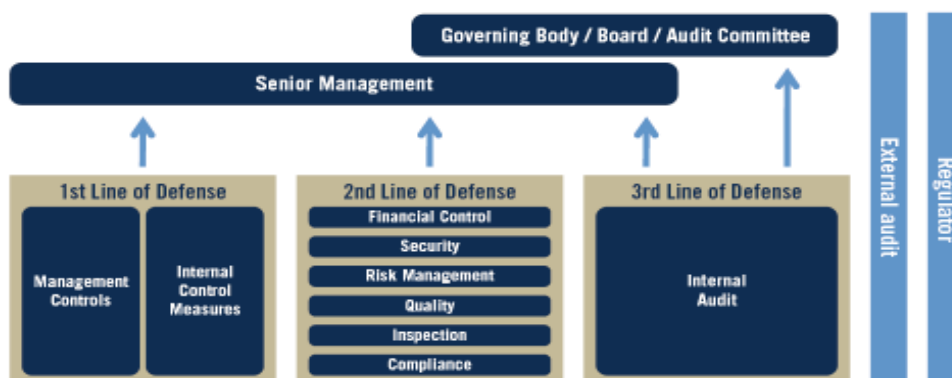 Governing Body / Board / Audit Committee
Senior Management
1st Line of Defense
Management
Controls
Internal
Control
Measures
2nd Line of Defense
Financial Control
Security
Risk Management
Quality
Inspection
Compliance
3rd Line of Defense
Internal
Audit
External audit
Regulator